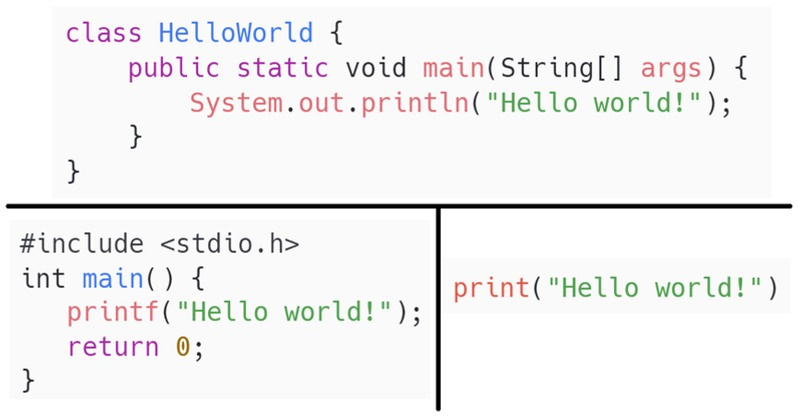 class HelloWorld {
    public static void main(String[] args) {
        System.out.println("Hello world!");
    }
}
#include <stdio.h>
int main() {
   printf("Hello world!");
   return 0;
}
print("Hello world!")